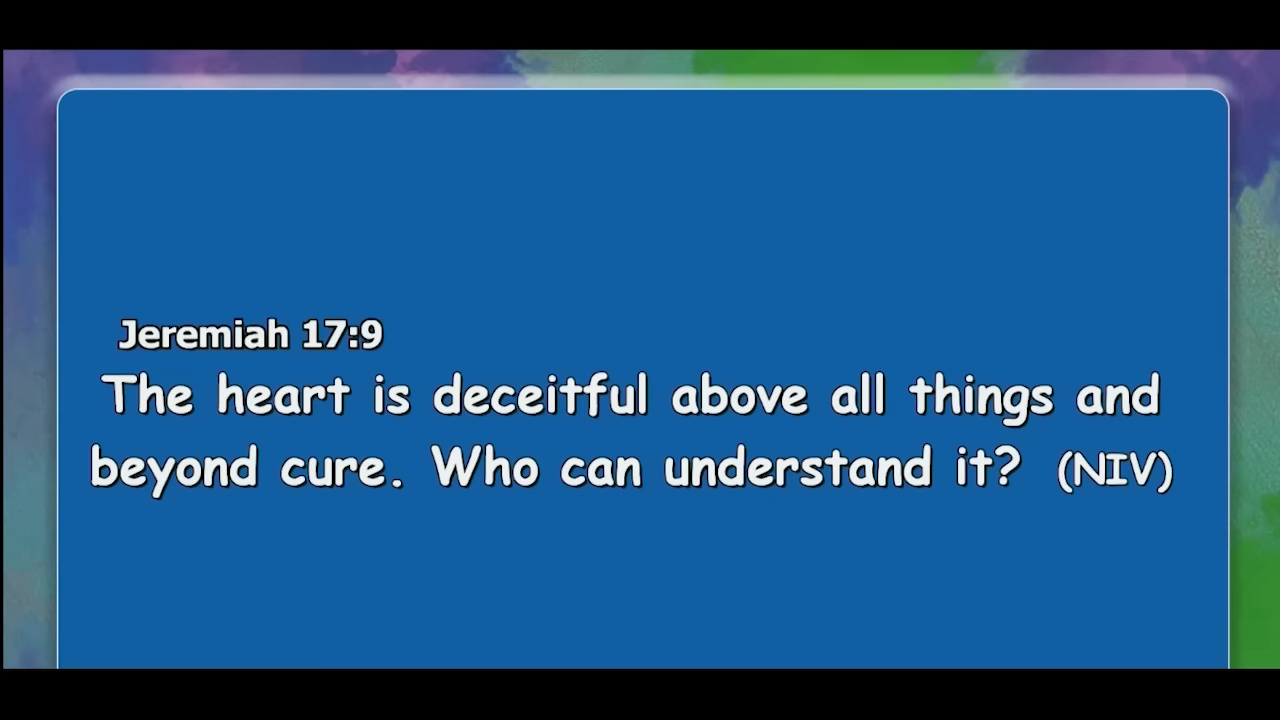 Jeremiah 17:9
The heart is deceitful above all things and
beyond cure. Who can understand it? (NIV)